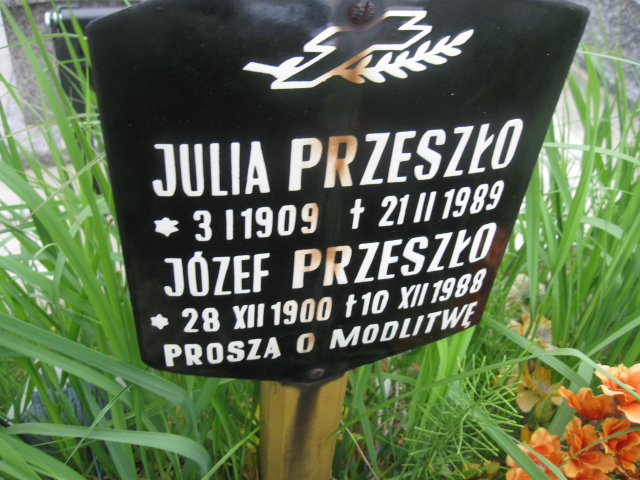 JULIA PRZESZŁO
* 3 I 1909 † 21 II 1989
JÓZEF PRZESZŁO
* 28 XII 1900 † 10 XII 1988
PROSZĄ O MODLITWĘ